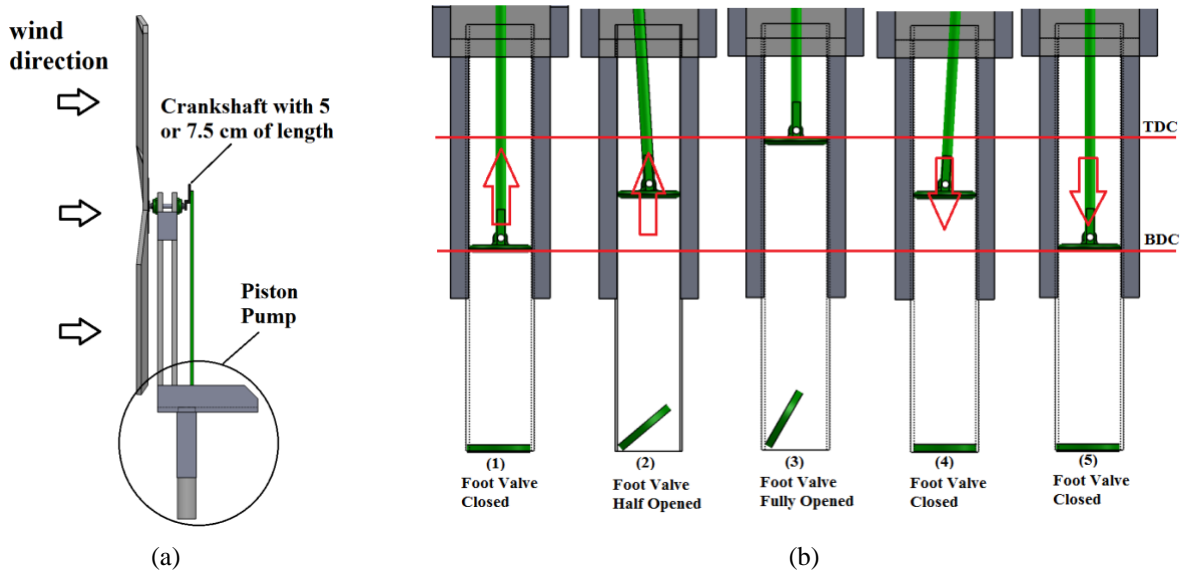 wind
direction
Crankshaft with 5
or 7.5 cm of length
Piston
Pump
(a)
TDC
BDC
(1)
Foot Valve
Closed
(2)
Foot Valve
Half Opened
(3)
Foot Valve
Fully Opened
(4)
Foot Valve
Closed
(5)
Foot Valve
Closed
(b)